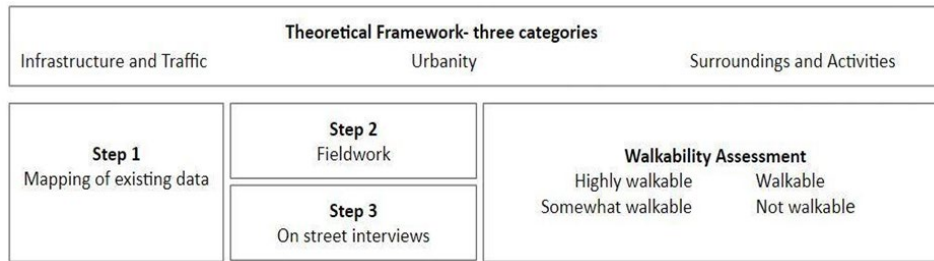 Theoretical Framework- three categories
Infrastructure and Traffic Urbanity Surroundings and Activities
Step 1
Mapping of existing data
Step 2
Fieldwork
Step 3
On street interviews
Walkability Assessment
Highly walkable Walkable
Somewhat walkable Not walkable